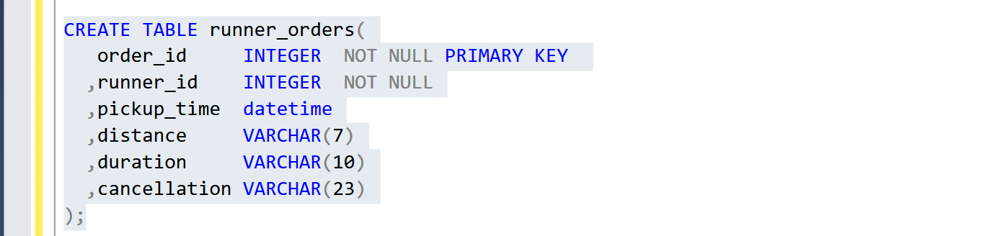 CREATE TABLE runner_orders(
   order_id     INTEGER  NOT NULL PRIMARY KEY
  ,runner_id    INTEGER  NOT NULL
  ,pickup_time  datetime
  ,distance     VARCHAR(7)
  ,duration     VARCHAR(10)
  ,cancellation VARCHAR(23)
);